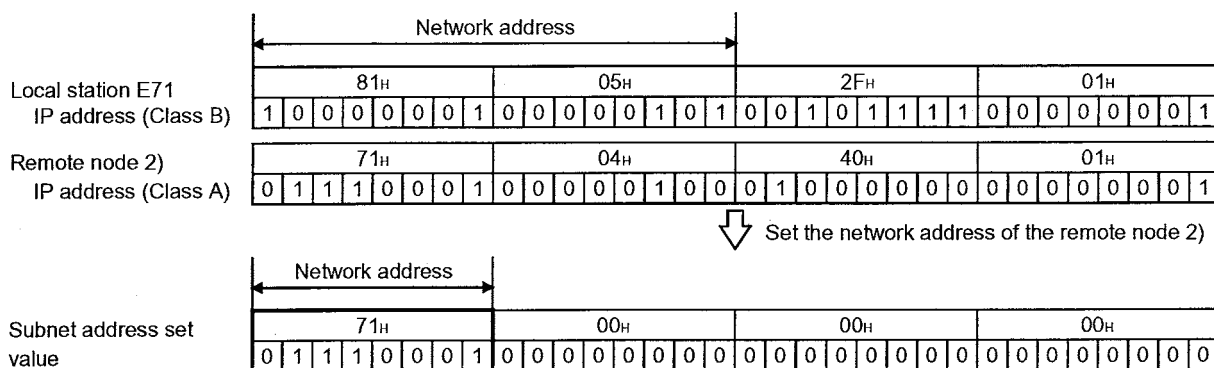 Network address
Local station E71
IP address (Class B)
81H 05H 2FH 01H
1 0 0 0 0 0 0 1 0 0 0 0 0 1 0 1 0 0 1 0 1 1 1 1 0 0 0 0 0 0 0 1
Remote node 2)
IP address (Class A)
71H 04H 40H 01H
0 1 1 1 0 0 0 1 0 0 0 0 0 1 0 0 0 1 0 0 0 0 0 0 0 0 0 0 0 0 0 1
Set the network address of the remote node 2)
Network address
Subnet address set
value
71H 00H 00H 00H
0 1 1 1 0 0 0 1 0 0 0 0 0 0 0 0 0 0 0 0 0 0 0 0 0 0 0 0 0 0 0 0